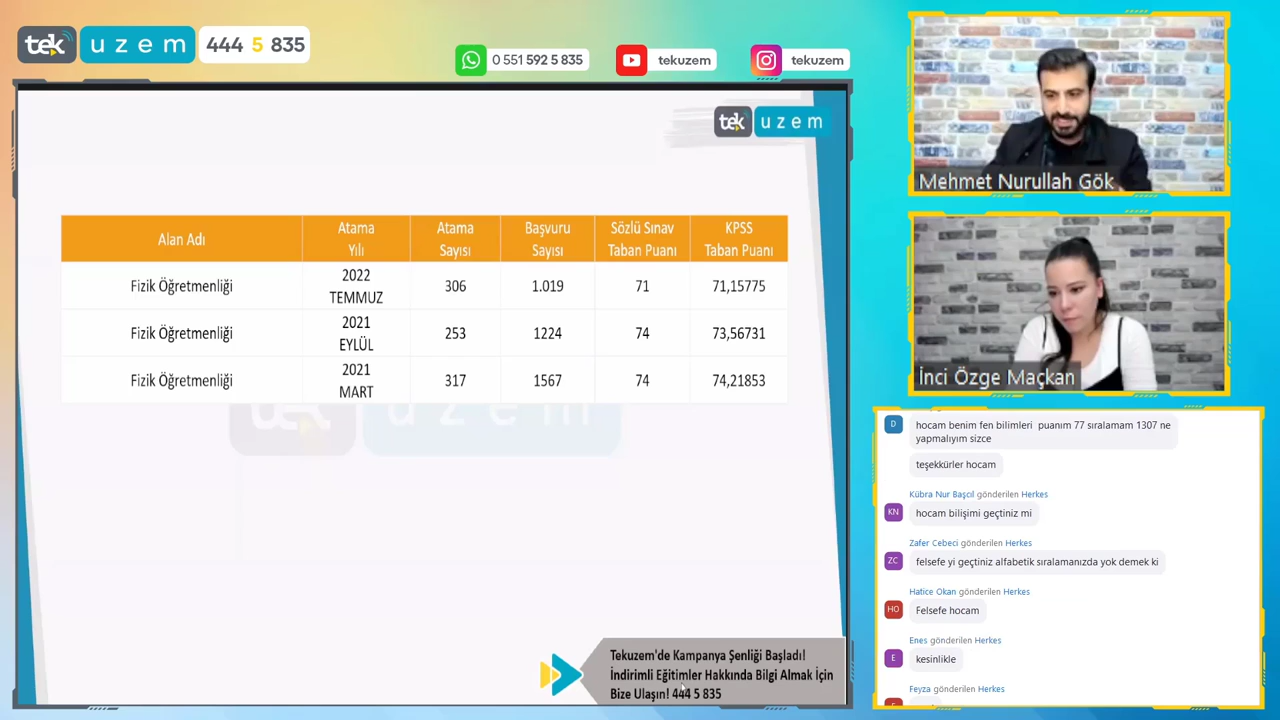 tek uzem 444 5 835
0 551 592 5 835
tekuzem
tekuzem
tek uzem
Alan Adı
Atama Yılı
Atama Sayısı
Başvuru Sayısı
Sözlü Sınav Taban Puanı
KPSS Taban Puanı
Fizik Öğretmenliği 2022 TEMMUZ 306 1.019 71 71,15775
Fizik Öğretmenliği 2021 EYLÜL 253 1224 74 73,56731
Fizik Öğretmenliği 2021 MART 317 1567 74 74,21853
tek uzem
Tekuzem'de Kampanya Şenliği Başladı!
İndirimli Eğitimler Hakkında Bilgi Almak İçin
Bize Ulaşın! 444 5 835
Mehmet Nurullah Gök
İnci Özge Maçkan
D
hocam benim fen bilimleri puanım 77 sıralamam 1307 ne
yapmalıyım sizce
teşekkürler hocam
Kübra Nur Başcıl gönderilen Herkes
KN
hocam bilişimi geçtiniz mi
Zafer Cebeci gönderilen Herkes
ZC
felsefe yi geçtiniz alfabetik sıralamanızda yok demek ki
Hatice Okan gönderilen Herkes
HO
Felsefe hocam
Enes gönderilen Herkes
E
kesinlikle
Feyza gönderilen Herkes